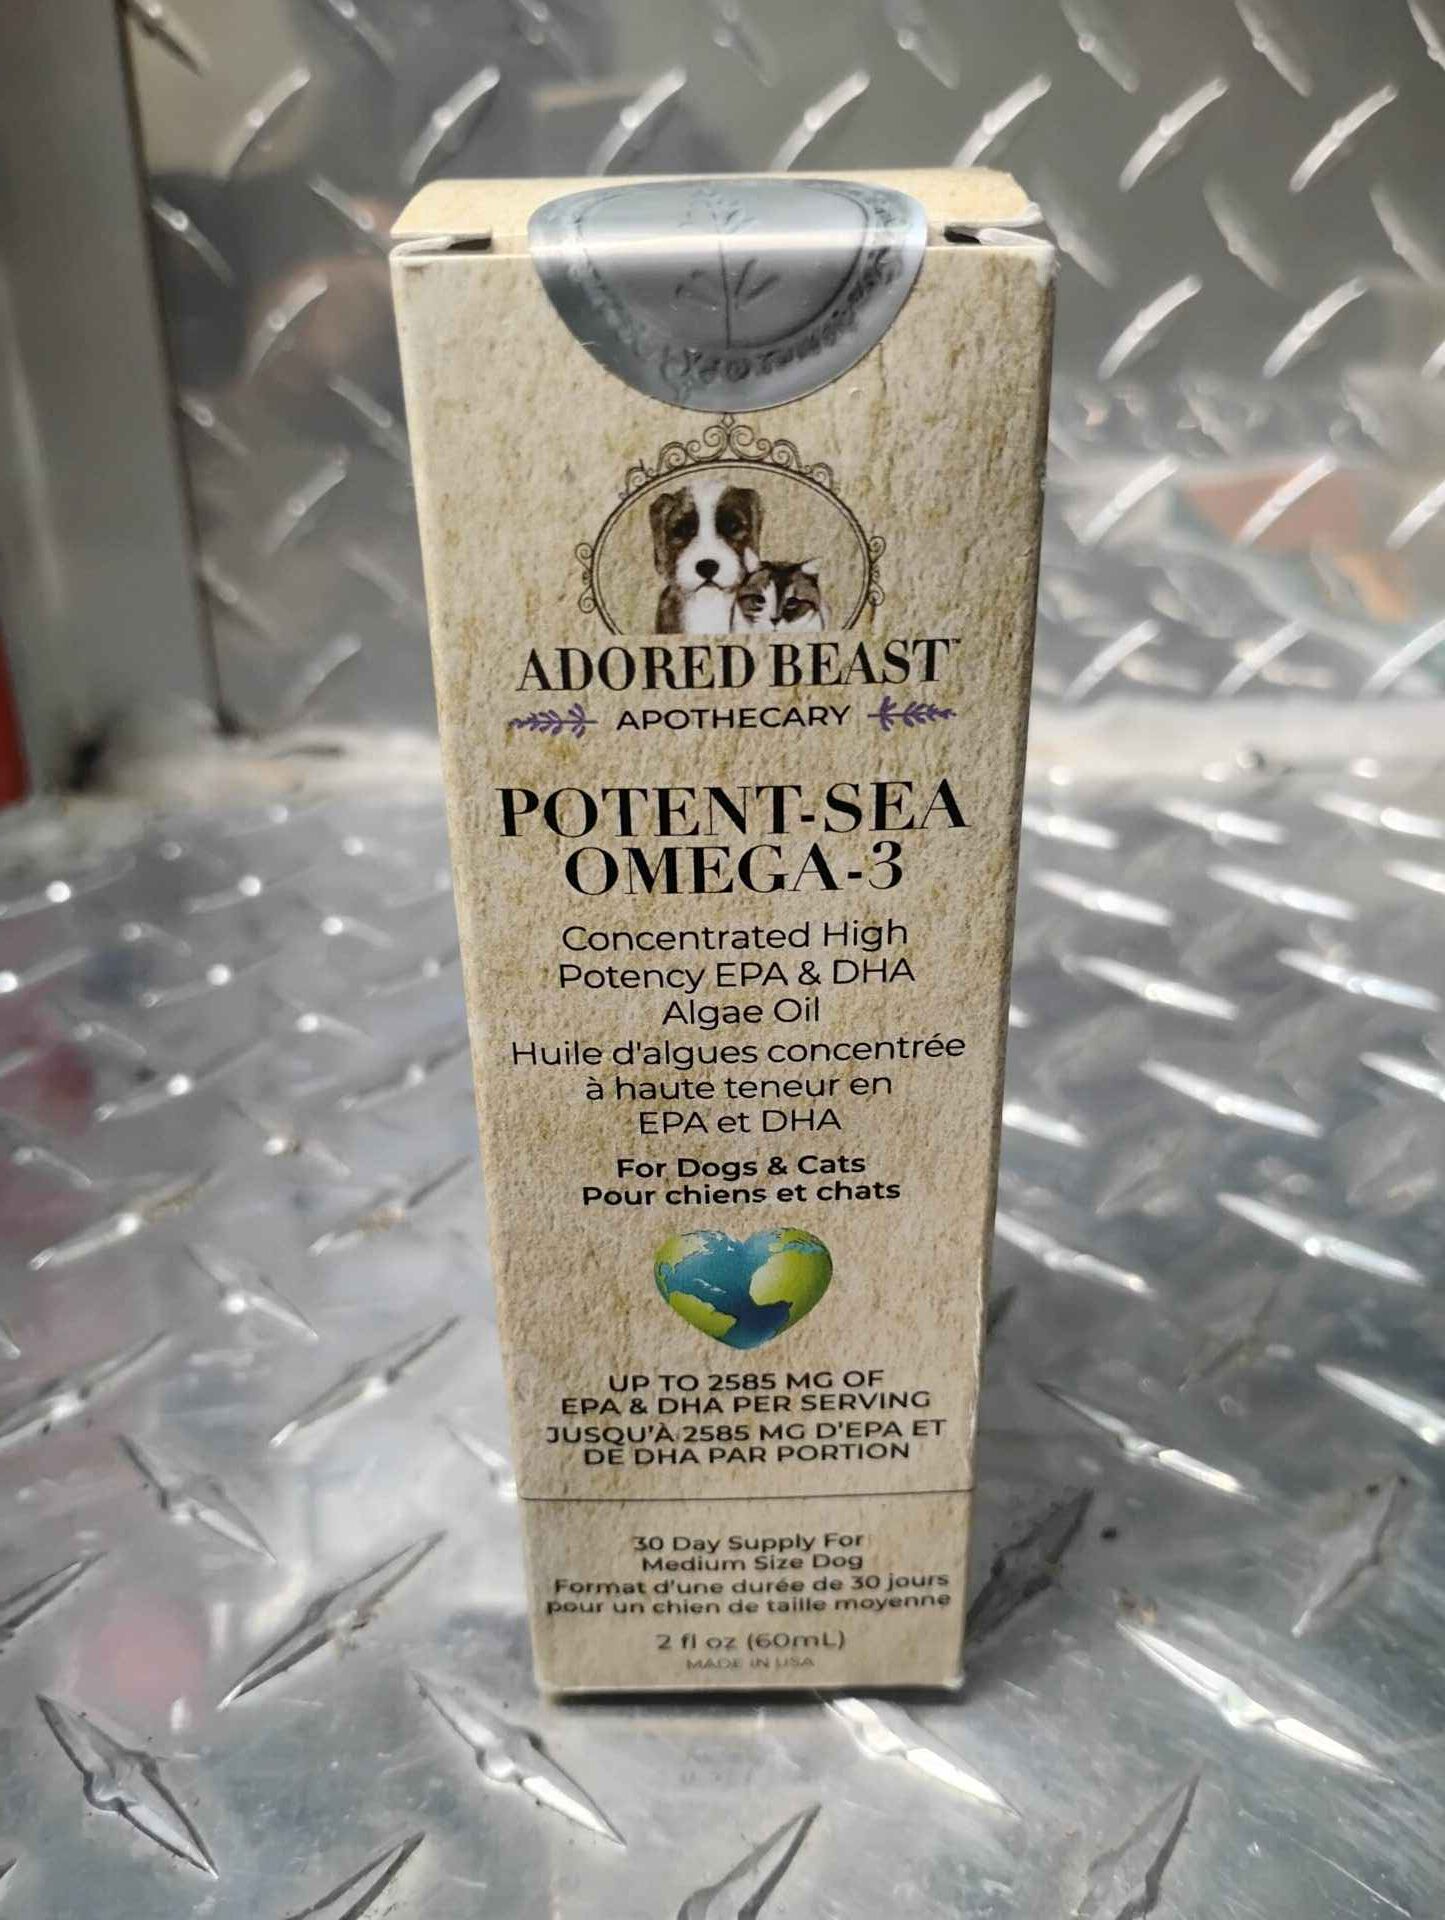 ADORED BEAST™
APOTHECARY
POTENT-SEA
OMEGA-3
Concentrated High
Potency EPA & DHA
Algae Oil
Huile d'algues concentrée
à haute teneur en
EPA et DHA
For Dogs & Cats
Pour chiens et chats
UP TO 2585 MG OF
EPA & DHA PER SERVING
JUSQU'À 2585 MG D'EPA ET
DE DHA PAR PORTION
30 Day Supply For
Medium Size Dog
Format d'une durée de 30 jours
pour un chien de taille moyenne
2 fl oz (60mL)
MADE IN USA